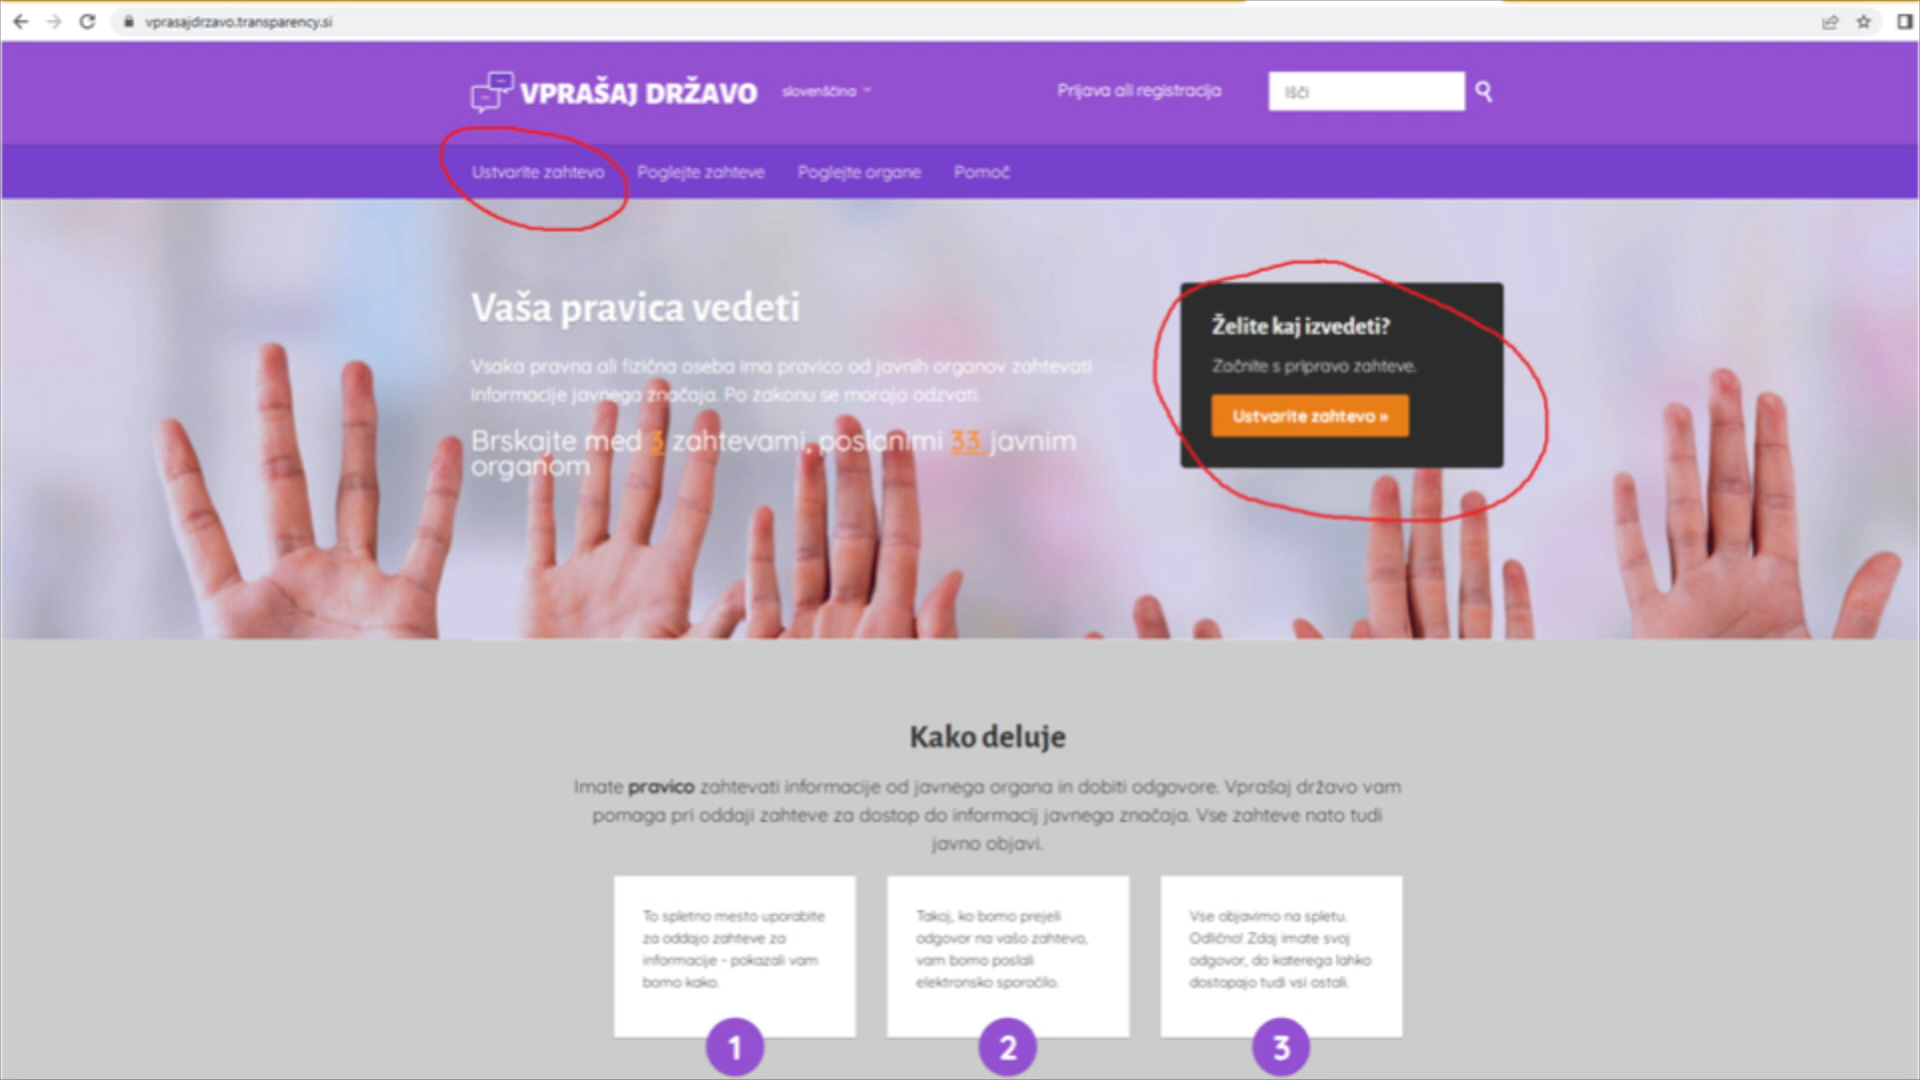 vprasajdrzavo.transparency.si
VPRAŠAJ DRŽAVO
slovenščina
Prijava ali registracija
Išči
Ustvarite zahtevo
Poglejte zahteve
Poglejte organe
Pomoč
Vaša pravica vedeti
Vsaka pravna ali fizična oseba ima pravico od javnih organov zahtevati
informacije javnega značaja. Po zakonu se morajo odzvati.
Brskajte med 3 zahtevami, poslanimi 33 javnim
organom
Želite kaj izvedeti?
Začnite s pripravo zahteve.
Ustvarite zahtevo »
Kako deluje
Imate pravico zahtevati informacije od javnega organa in dobiti odgovore. Vprašaj državo vam
pomaga pri oddaji zahteve za dostop do informacij javnega značaja. Vse zahteve nato tudi
javno objavi.
To spletno mesto uporabite
za oddajo zahteve za
informacije - pokazali vam
bomo kako.
1
Takoj, ko bomo prejeli
odgovor na vašo zahtevo,
vam bomo poslali
elektronsko sporočilo.
2
Vse objavimo na spletu.
Odlično! Zdaj imate svoj
odgovor, do katerega lahko
dostopajo tudi vsi ostali.
3